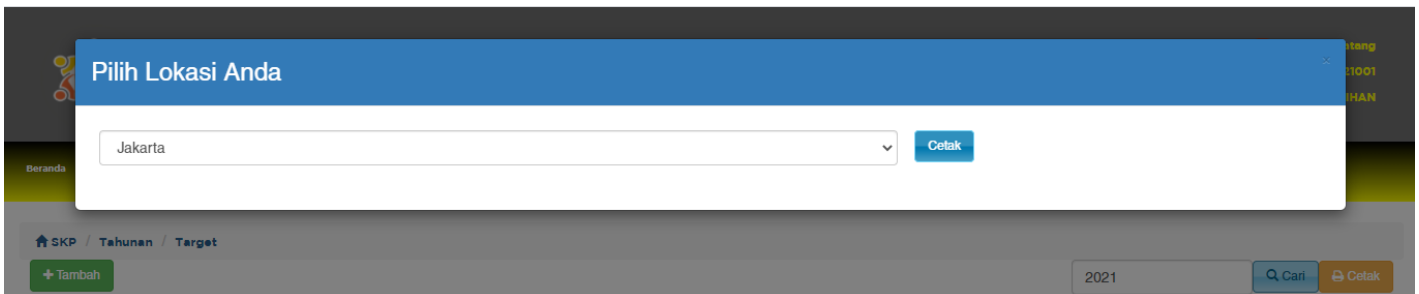 Pilih Lokasi Anda
×
Jakarta
Cetak
Beranda
SKP / Tahunan / Target
+ Tambah
2021
Cari
Cetak